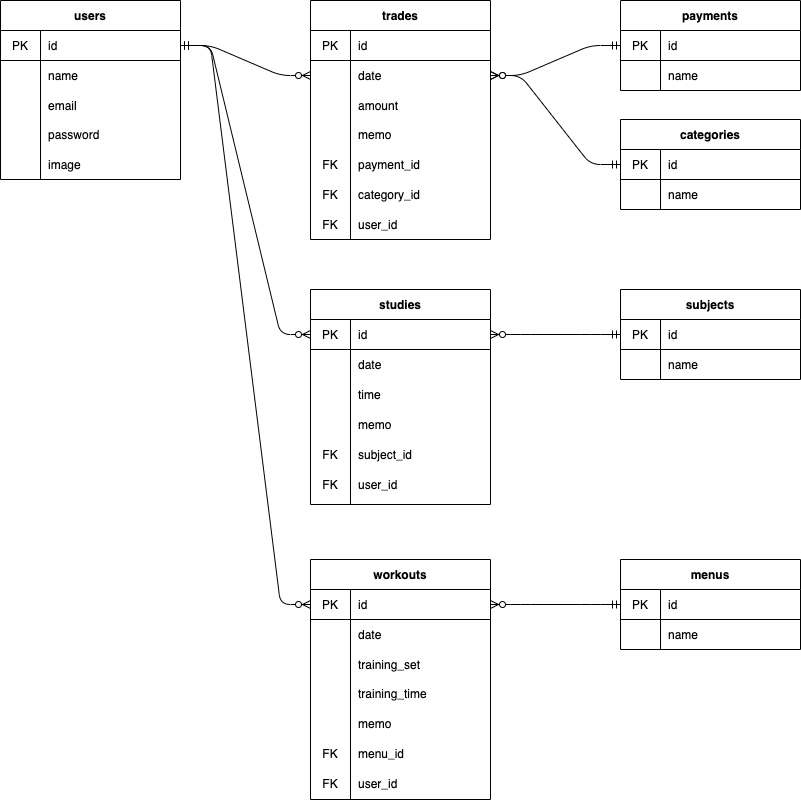 users
PK id
name
email
password
image
trades
PK id
date
amount
memo
FK payment_id
FK category_id
FK user_id
payments
PK id
name
categories
PK id
name
studies
PK id
date
time
memo
FK subject_id
FK user_id
subjects
PK id
name
workouts
PK id
date
training_set
training_time
memo
FK menu_id
FK user_id
menus
PK id
name